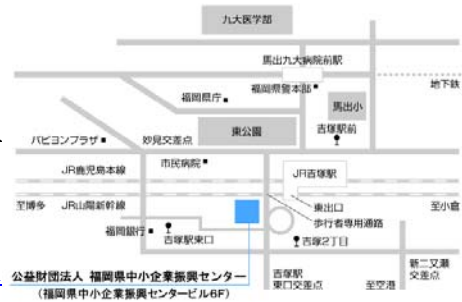 九大医学部
馬出九大病院前駅
地下鉄
福岡県庁
福岡県警本部
馬出小
東公園
吉塚駅前
パピヨンプラザ
妙見交差点
市民病院
JR吉塚駅
JR鹿児島本線
東出口
至博多
JR山陽新幹線
至小倉
歩行者専用通路
福岡銀行
吉塚駅東口
吉塚2丁目
公益財団法人 福岡県中小企業振興センター
(福岡県中小企業振興センタービル6F)
吉塚駅
東口交差点
至空港
新二又瀬
交差点